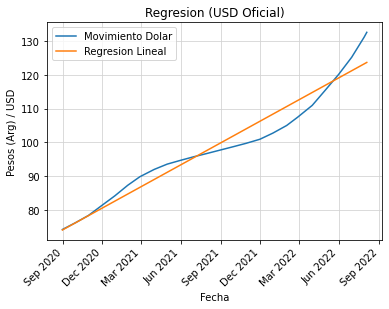 Regresion (USD Oficial)
Movimiento Dolar
Regresion Lineal
Pesos (Arg) / USD
130
120
110
100
90
80
Sep 2020
Dec 2020
Mar 2021
Jun 2021
Sep 2021
Dec 2021
Mar 2022
Jun 2022
Sep 2022
Fecha